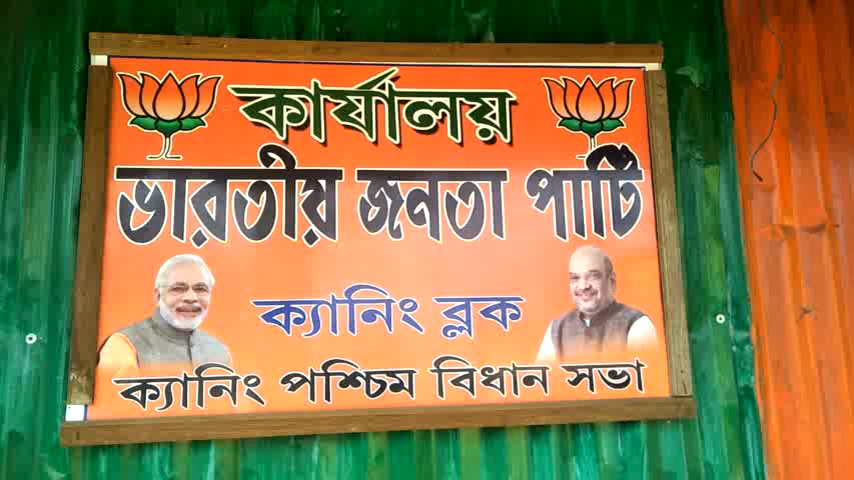 কার্যালয়
ভারতীয় জনতা পার্টি
ক্যানিং ব্লক
ক্যানিং পশ্চিম বিধান সভা